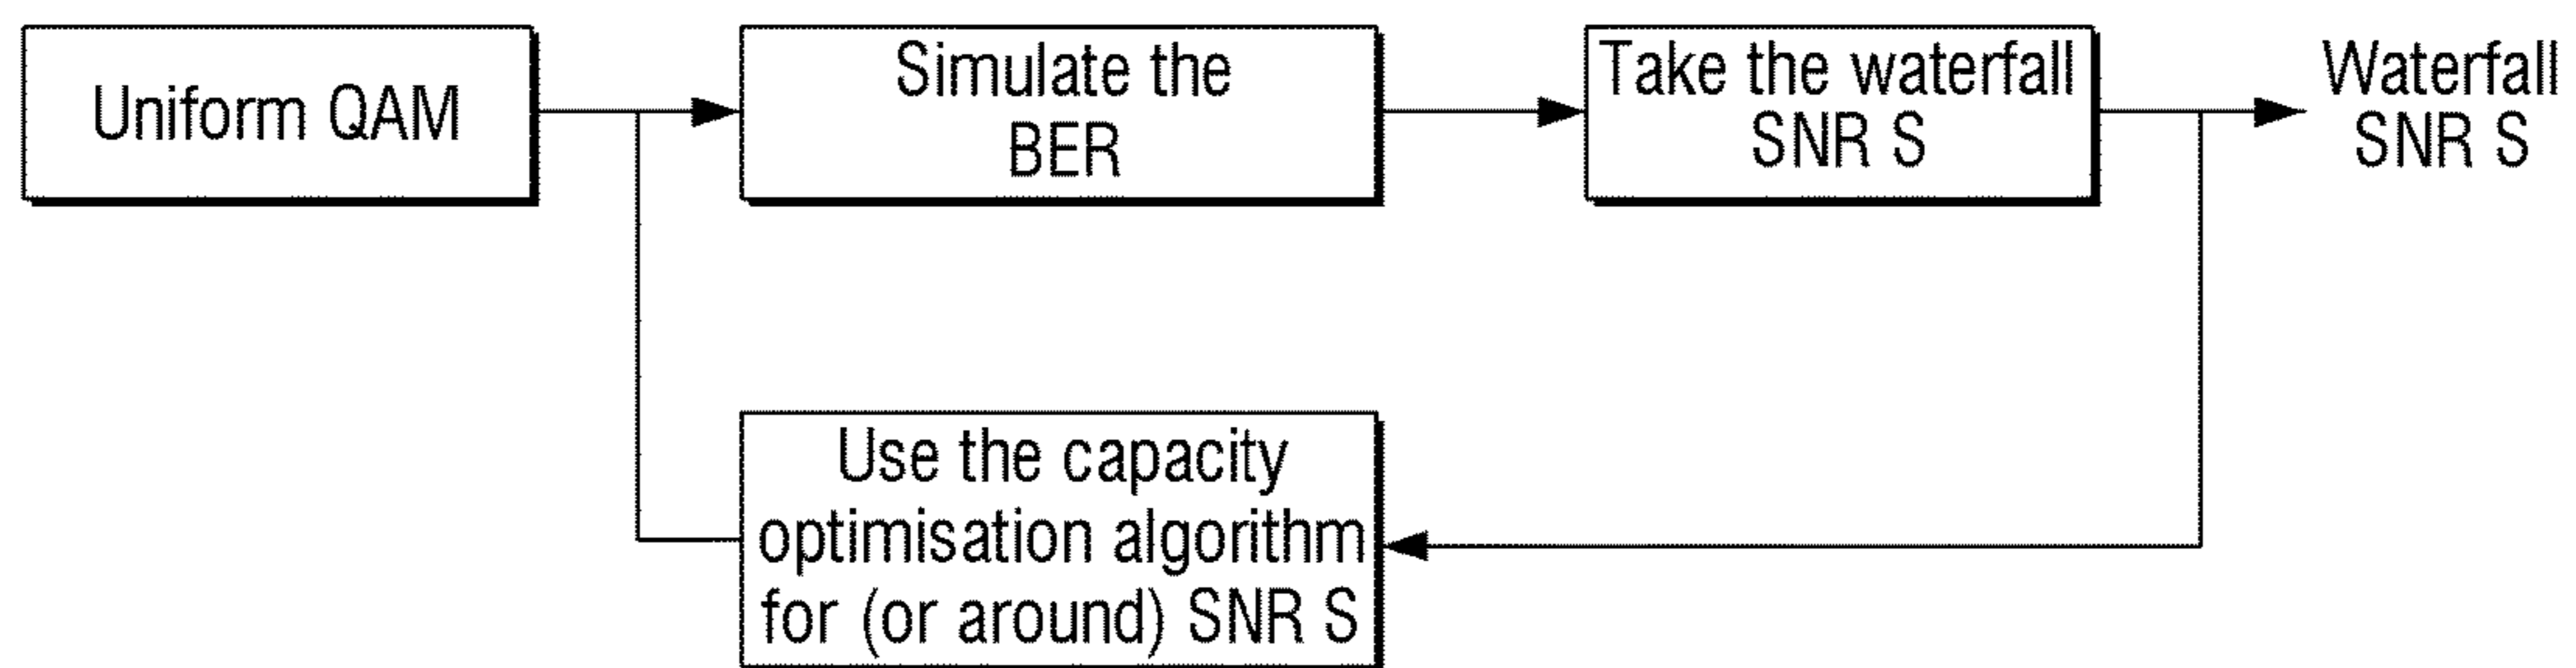 Uniform QAM
Simulate the
BER
Take the waterfall
SNR S
Waterfall
SNR S
Use the capacity
optimisation algorithm
for (or around) SNR S